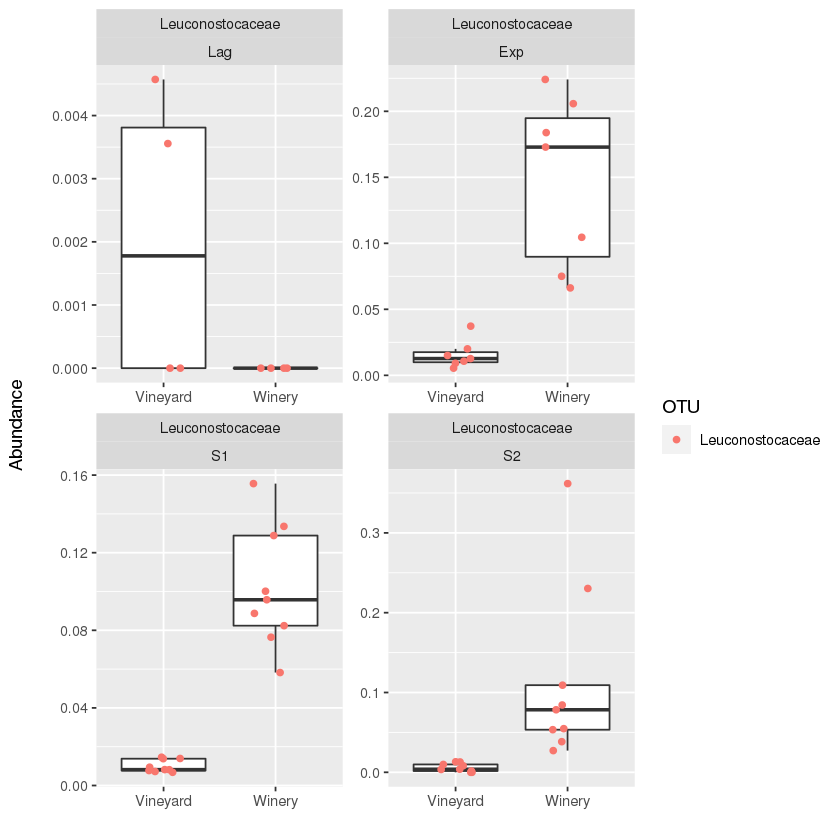 Leuconostocaceae
Lag
0.004
0.003
0.002
0.001
0.000
Vineyard Winery
Leuconostocaceae
Exp
0.20
0.15
0.10
0.05
0.00
Vineyard Winery
Abundance
Leuconostocaceae
S1
0.16
0.12
0.08
0.04
0.00
Vineyard Winery
Leuconostocaceae
S2
0.3
0.2
0.1
0.0
Vineyard Winery
OTU
Leuconostocaceae